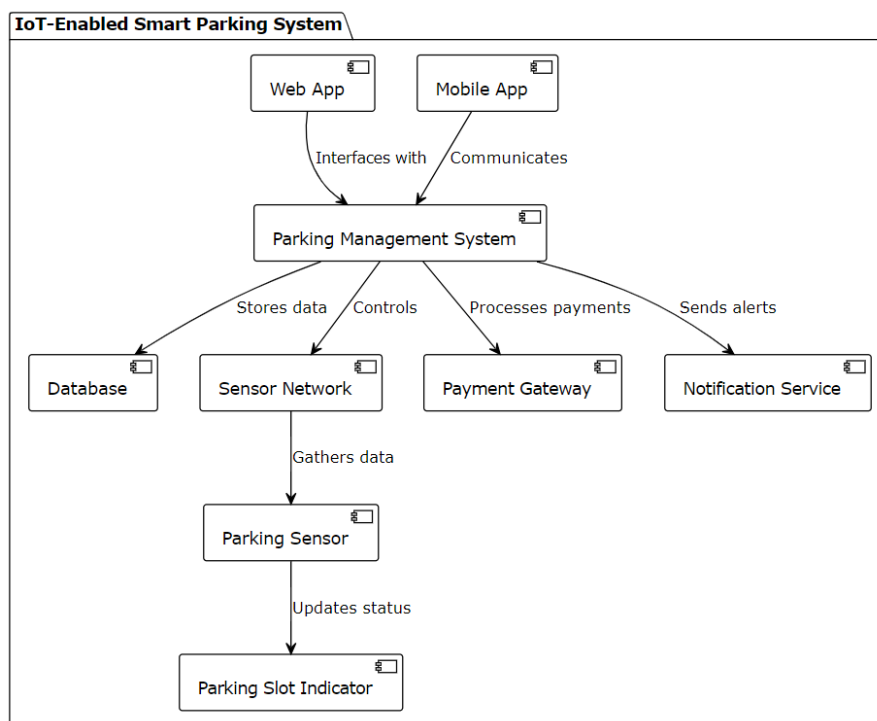 IoT-Enabled Smart Parking System
Web App
Mobile App
Interfaces with
Communicates
Parking Management System
Stores data
Controls
Processes payments
Sends alerts
Database
Sensor Network
Payment Gateway
Notification Service
Gathers data
Parking Sensor
Updates status
Parking Slot Indicator